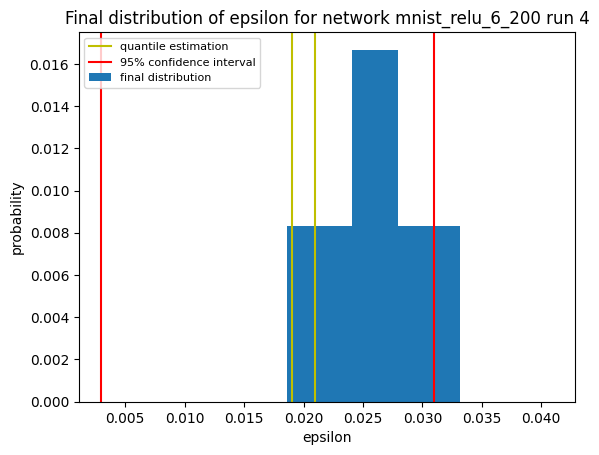 Final distribution of epsilon for network mnist_relu_6_200 run 4
quantile estimation
95% confidence interval
final distribution
0.016
0.014
0.012
0.010
0.008
0.006
0.004
0.002
0.000
probability
0.005 0.010 0.015 0.020 0.025 0.030 0.035 0.040
epsilon